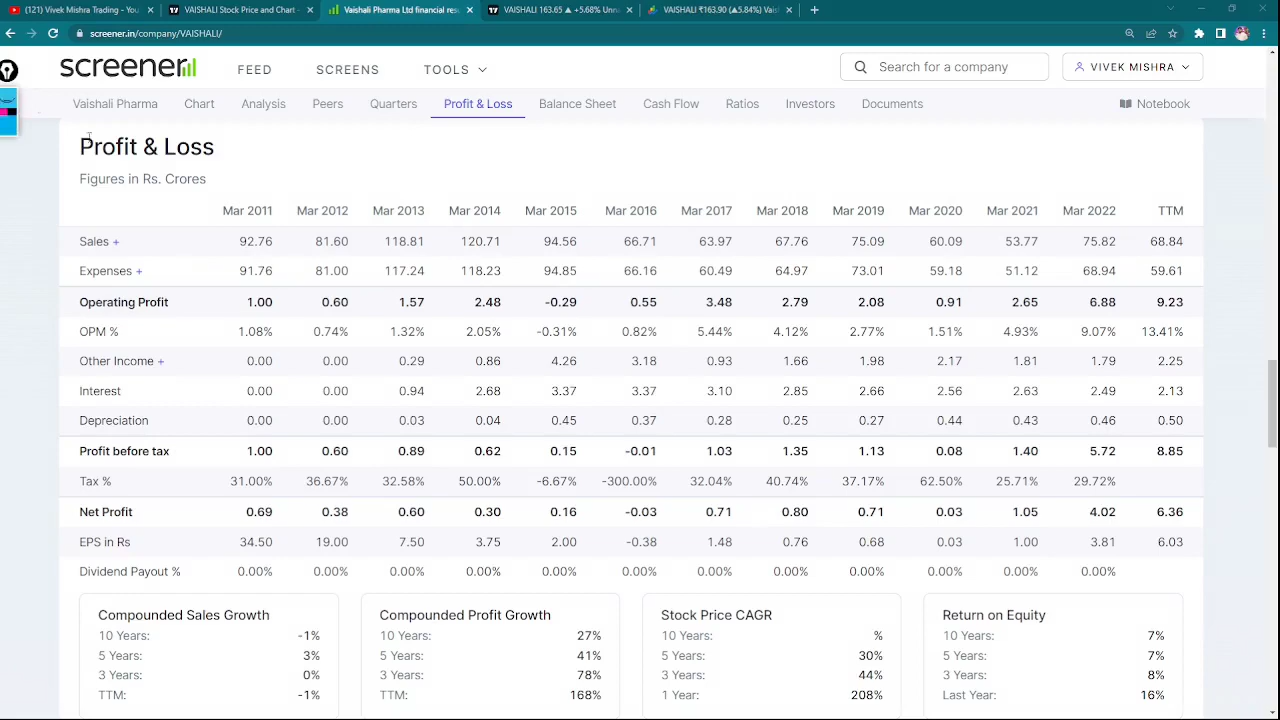 (121) Vivek Mishra Trading - You
VAISHALI Stock Price and Chart -
Vaishali Pharma Ltd financial res
VAISHALI 163.65 ▲ +5.68% Unna
VAISHALI ₹163.90 (▲5.84%) Vais
screener.in/company/VAISHALI/
screener FEED SCREENS TOOLS Search for a company VIVEK MISHRA
Vaishali Pharma Chart Analysis Peers Quarters Profit & Loss Balance Sheet Cash Flow Ratios Investors Documents Notebook
Profit & Loss
Figures in Rs. Crores
Mar 2011 Mar 2012 Mar 2013 Mar 2014 Mar 2015 Mar 2016 Mar 2017 Mar 2018 Mar 2019 Mar 2020 Mar 2021 Mar 2022 TTM
Sales + 92.76 81.60 118.81 120.71 94.56 66.71 63.97 67.76 75.09 60.09 53.77 75.82 68.84
Expenses + 91.76 81.00 117.24 118.23 94.85 66.16 60.49 64.97 73.01 59.18 51.12 68.94 59.61
Operating Profit 1.00 0.60 1.57 2.48 -0.29 0.55 3.48 2.79 2.08 0.91 2.65 6.88 9.23
OPM % 1.08% 0.74% 1.32% 2.05% -0.31% 0.82% 5.44% 4.12% 2.77% 1.51% 4.93% 9.07% 13.41%
Other Income + 0.00 0.00 0.29 0.86 4.26 3.18 0.93 1.66 1.98 2.17 1.81 1.79 2.25
Interest 0.00 0.00 0.94 2.68 3.37 3.37 3.10 2.85 2.66 2.56 2.63 2.49 2.13
Depreciation 0.00 0.00 0.03 0.04 0.45 0.37 0.28 0.25 0.27 0.44 0.43 0.46 0.50
Profit before tax 1.00 0.60 0.89 0.62 0.15 -0.01 1.03 1.35 1.13 0.08 1.40 5.72 8.85
Tax % 31.00% 36.67% 32.58% 50.00% -6.67% -300.00% 32.04% 40.74% 37.17% 62.50% 25.71% 29.72%
Net Profit 0.69 0.38 0.60 0.30 0.16 -0.03 0.71 0.80 0.71 0.03 1.05 4.02 6.36
EPS in Rs 34.50 19.00 7.50 3.75 2.00 -0.38 1.48 0.76 0.68 0.03 1.00 3.81 6.03
Dividend Payout % 0.00% 0.00% 0.00% 0.00% 0.00% 0.00% 0.00% 0.00% 0.00% 0.00% 0.00% 0.00%
Compounded Sales Growth
10 Years: -1%
5 Years: 3%
3 Years: 0%
TTM: -1%
Compounded Profit Growth
10 Years: 27%
5 Years: 41%
3 Years: 78%
TTM: 168%
Stock Price CAGR
10 Years: %
5 Years: 30%
3 Years: 44%
1 Year: 208%
Return on Equity
10 Years: 7%
5 Years: 7%
3 Years: 8%
Last Year: 16%